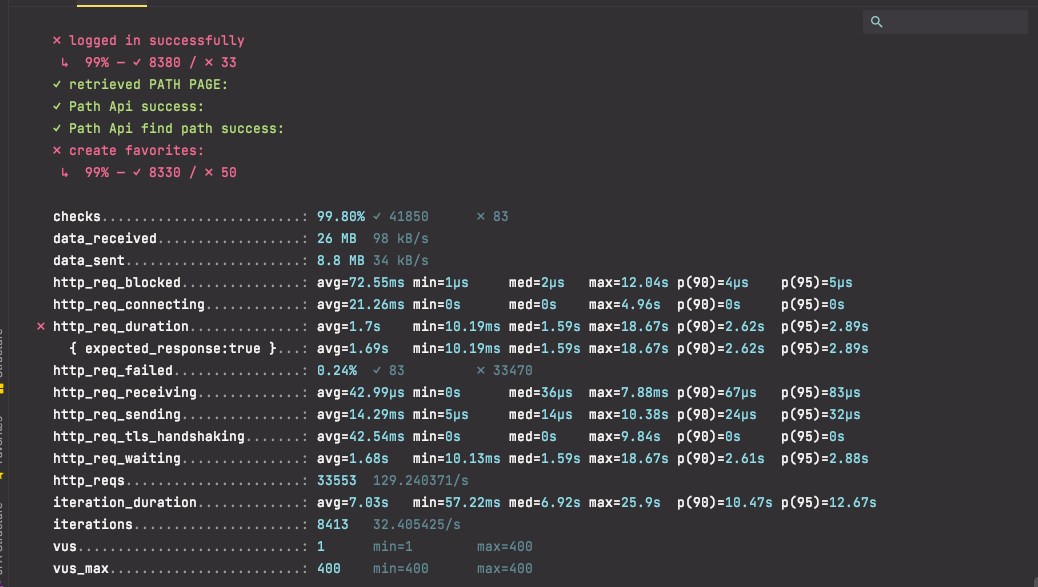 ✗ logged in successfully
↳ 99% — ✓ 8380 / ✗ 33
✓ retrieved PATH PAGE:
✓ Path Api success:
✓ Path Api find path success:
✗ create favorites:
↳ 99% — ✓ 8330 / ✗ 50
checks.........................: 99.80% ✓ 41850 ✗ 83
data_received..................: 26 MB 98 kB/s
data_sent......................: 8.8 MB 34 kB/s
http_req_blocked...............: avg=72.55ms min=1µs med=2µs max=12.04s p(90)=4µs p(95)=5µs
http_req_connecting............: avg=21.26ms min=0s med=0s max=4.96s p(90)=0s p(95)=0s
✗ http_req_duration..............: avg=1.7s min=10.19ms med=1.59s max=18.67s p(90)=2.62s p(95)=2.89s
{ expected_response:true }...: avg=1.69s min=10.19ms med=1.59s max=18.67s p(90)=2.62s p(95)=2.89s
http_req_failed................: 0.24% ✓ 83 ✗ 33470
http_req_receiving.............: avg=42.99µs min=0s med=36µs max=7.88ms p(90)=67µs p(95)=83µs
http_req_sending...............: avg=14.29ms min=5µs med=14µs max=10.38s p(90)=24µs p(95)=32µs
http_req_tls_handshaking.......: avg=42.54ms min=0s med=0s max=9.84s p(90)=0s p(95)=0s
http_req_waiting...............: avg=1.68s min=10.13ms med=1.59s max=18.67s p(90)=2.61s p(95)=2.88s
http_reqs......................: 33553 129.240371/s
iteration_duration.............: avg=7.03s min=57.22ms med=6.92s max=25.9s p(90)=10.47s p(95)=12.67s
iterations.....................: 8413 32.405425/s
vus............................: 1 min=1 max=400
vus_max........................: 400 min=400 max=400